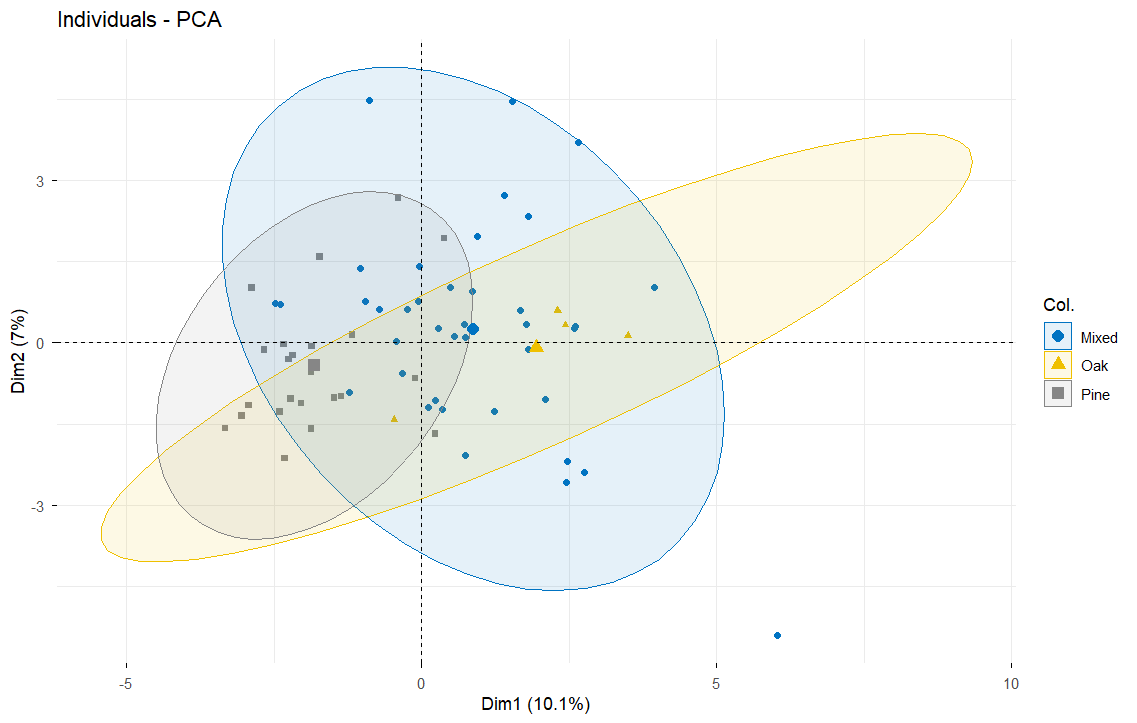 Individuals - PCA
Dim2 (7%)
3
0
-3
-5
0
5
10
Dim1 (10.1%)
Col.
Mixed
Oak
Pine